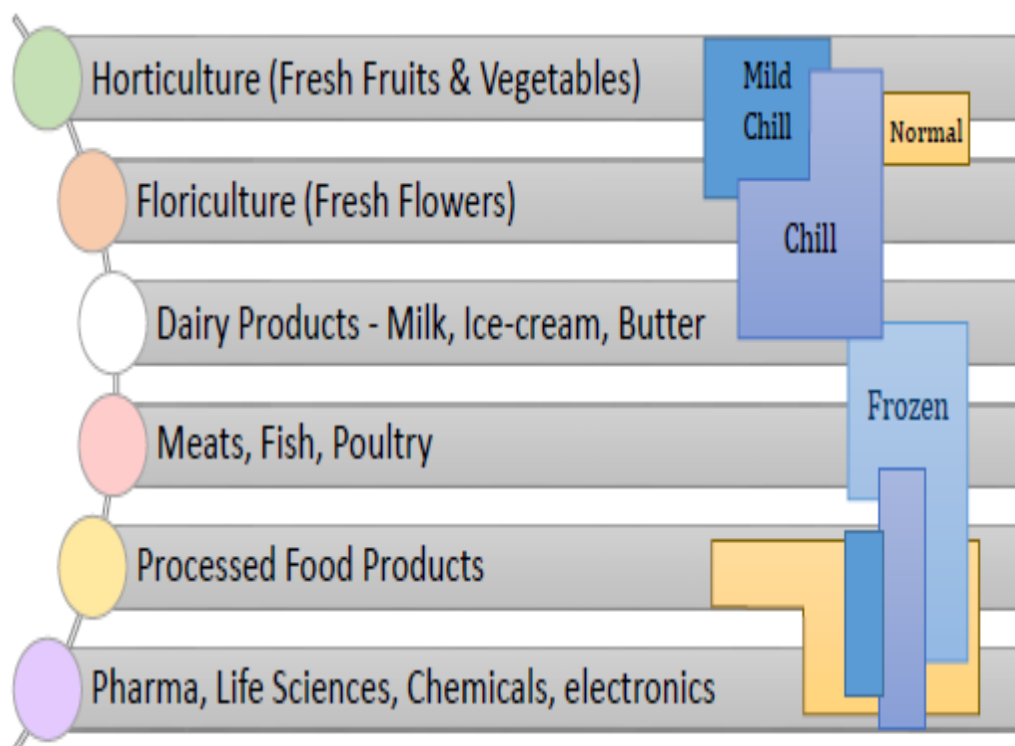 Horticulture (Fresh Fruits & Vegetables)
Mild
Chill
Normal
Floriculture (Fresh Flowers)
Chill
Dairy Products - Milk, Ice-cream, Butter
Frozen
Meats, Fish, Poultry
Processed Food Products
Pharma, Life Sciences, Chemicals, electronics